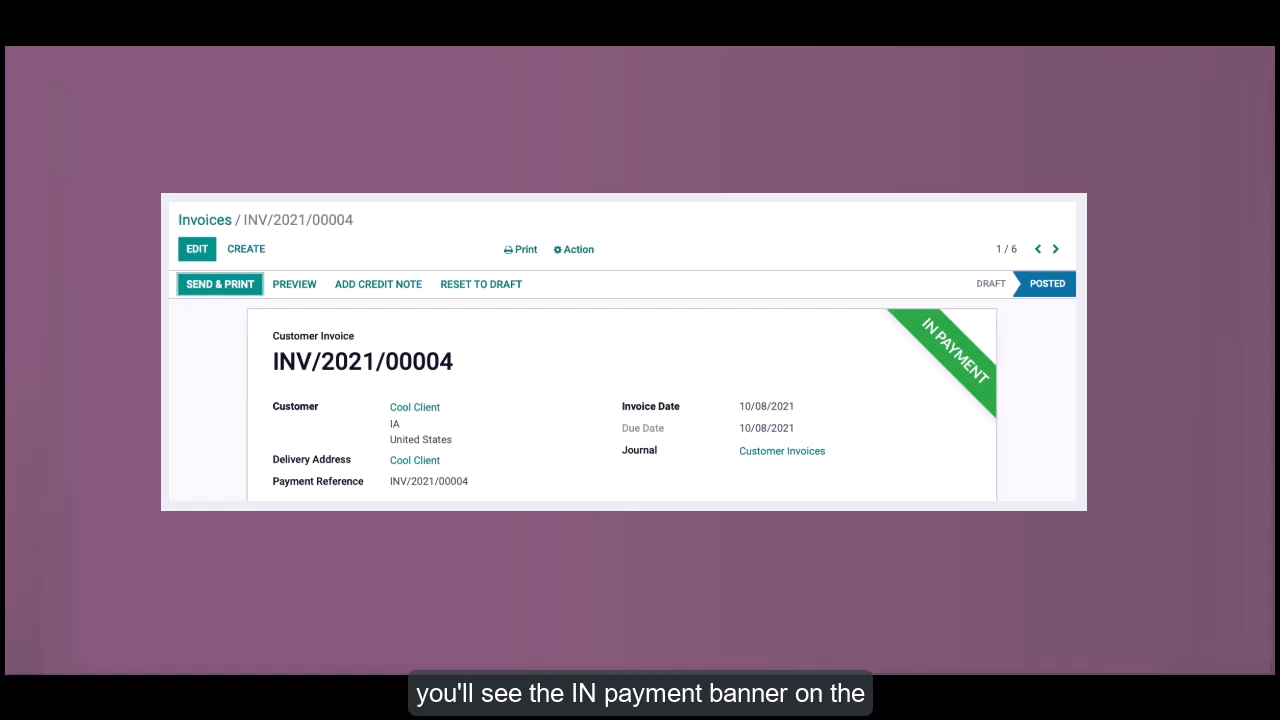 Invoices / INV/2021/00004
EDIT CREATE Print Action 1 / 6
SEND & PRINT PREVIEW ADD CREDIT NOTE RESET TO DRAFT DRAFT POSTED
IN PAYMENT
Customer Invoice
INV/2021/00004
Customer Cool Client Invoice Date 10/08/2021
IA
Due Date 10/08/2021
United States
Journal Customer Invoices
Delivery Address Cool Client
Payment Reference INV/2021/00004
you'll see the IN payment banner on the